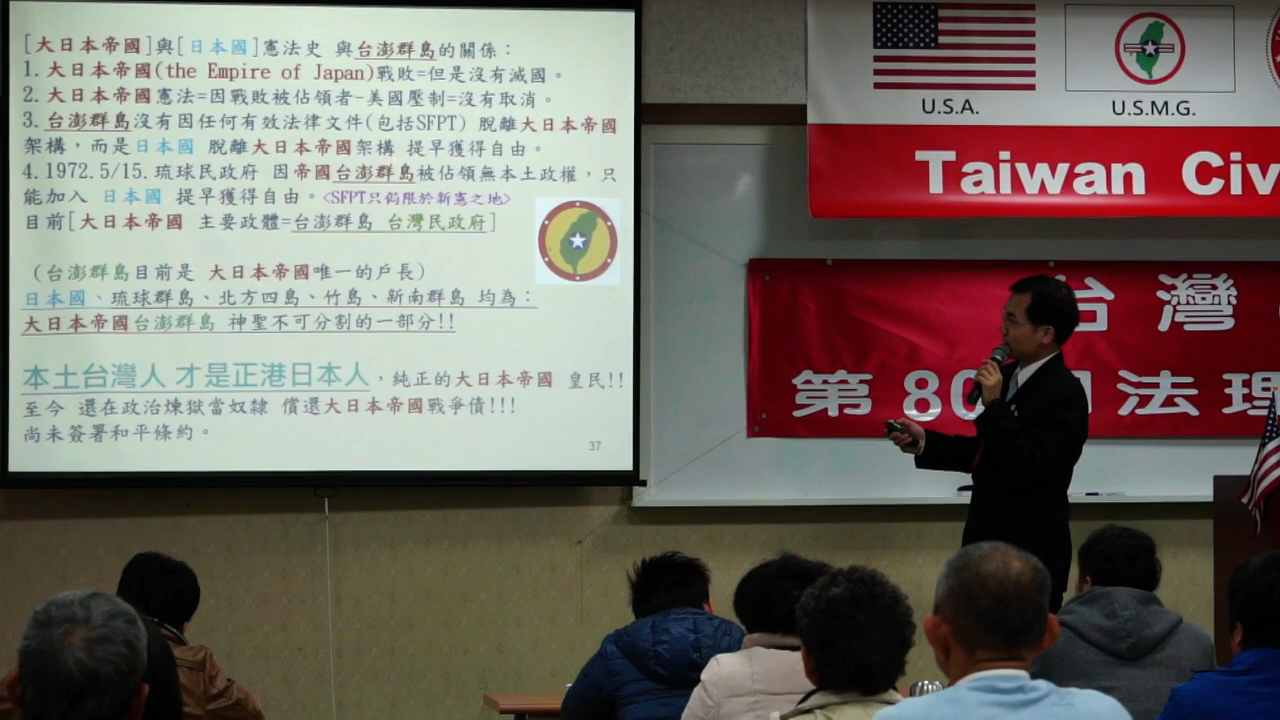 [大日本帝國]與[日本國]憲法史 與台澎群島的關係：
1. 大日本帝國(the Empire of Japan)戰敗=但是沒有滅國。
2. 大日本帝國憲法=因戰敗被佔領者-美國壓制=沒有取消。
3. 台澎群島沒有因任何有效法律文件(包括SFPT) 脫離大日本帝國
架構，而是日本國 脫離大日本帝國架構 提早獲得自由。
4.1972.5/15. 琉球民政府 因帝國台澎群島被佔領無本土政權，只
能加入 日本國 提早獲得自由。<SFPT只侷限於新憲之地>
目前[大日本帝國 主要政體=台澎群島 台灣民政府]
（台澎群島目前是 大日本帝國唯一的戶長）
日本國、琉球群島、北方四島、竹島、新南群島 均為：
大日本帝國台澎群島 神聖不可分割的一部分!!
本土台灣人 才是正港日本人，純正的大日本帝國 皇民!!
至今 還在政治煉獄當奴隸 償還大日本帝國戰爭債!!!
尚未簽署和平條約。
37
U.S.A.
U.S.M.G.
Taiwan Civ
台灣
第80 法理